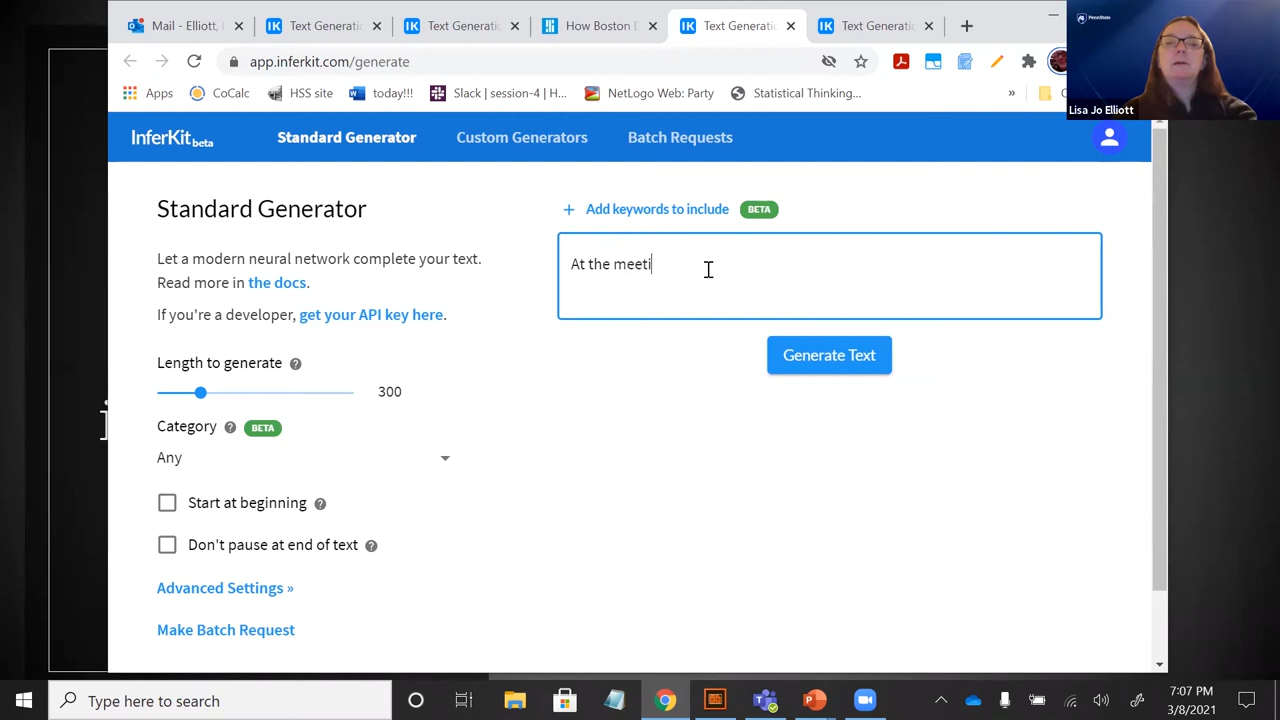 Mail - Elliott,
Text Generati
Text Generati
How Boston D
Text Generati
Text Generati
app.inferkit.com/generate
PennState
Lisa Jo Elliott
Apps
CoCalc
HSS site
today!!!
Slack | session-4 | H...
NetLogo Web: Party
Statistical Thinking...
»
InferKit beta
Standard Generator
Custom Generators
Batch Requests
Standard Generator
Let a modern neural network complete your text.
Read more in the docs.
If you're a developer, get your API key here.
Length to generate
300
Category BETA
Any
Start at beginning
Don't pause at end of text
Advanced Settings »
Make Batch Request
+ Add keywords to include BETA
At the meeti
Generate Text
Type here to search
7:07 PM
3/8/2021